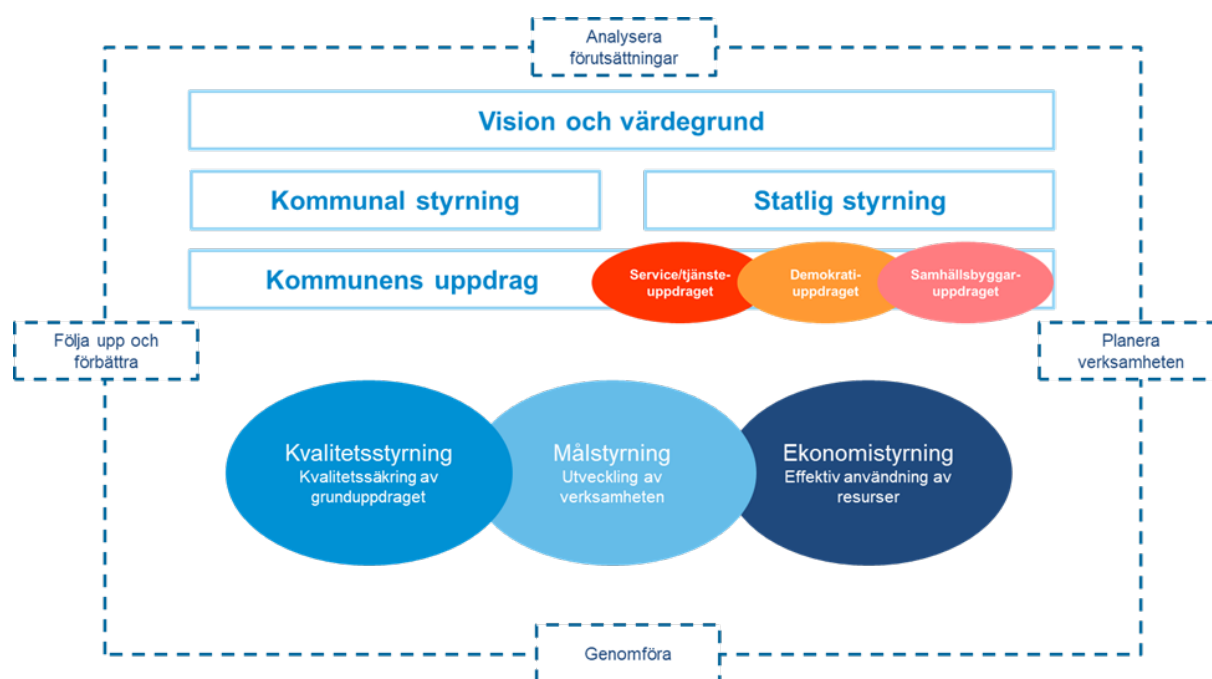 Analysera
förutsättningar
Vision och värdegrund
Kommunal styrning
Statlig styrning
Kommunens uppdrag
Service/tjänste-
uppdraget
Demokrati-
uppdraget
Samhällsbyggar-
uppdraget
Följa upp och
förbättra
Planera
verksamheten
Kvalitetsstyrning
Kvalitetssäkring av
grunduppdraget
Målstyrning
Utveckling av
verksamheten
Ekonomistyrning
Effektiv användning av
resurser
Genomföra